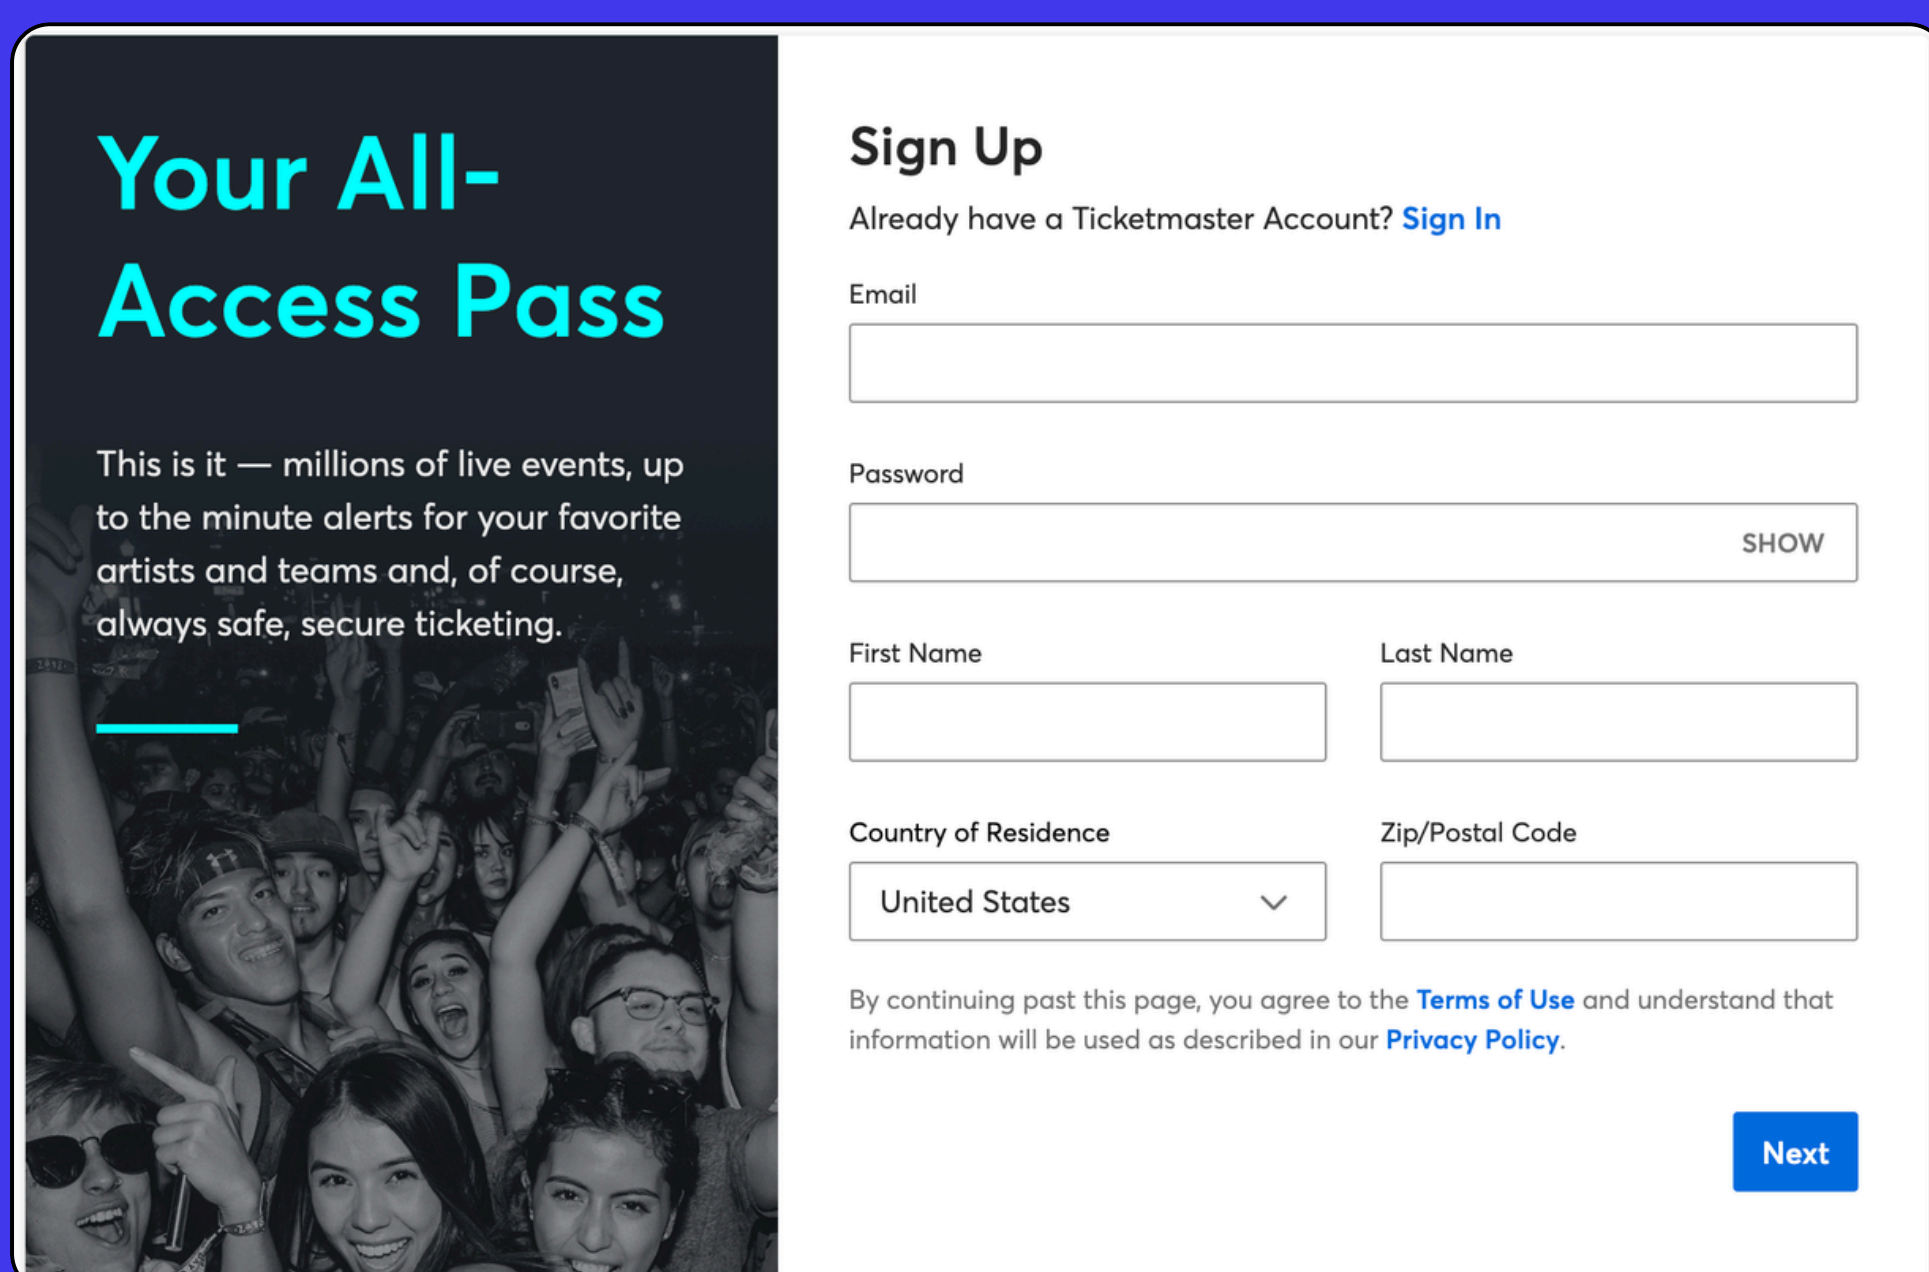 Your All-
Access Pass
This is it — millions of live events, up
to the minute alerts for your favorite
artists and teams and, of course,
always safe, secure ticketing.
Sign Up
Already have a Ticketmaster Account? Sign In
Email
Password
SHOW
First Name
Last Name
Country of Residence
United States
Zip/Postal Code
By continuing past this page, you agree to the Terms of Use and understand that
information will be used as described in our Privacy Policy.
Next